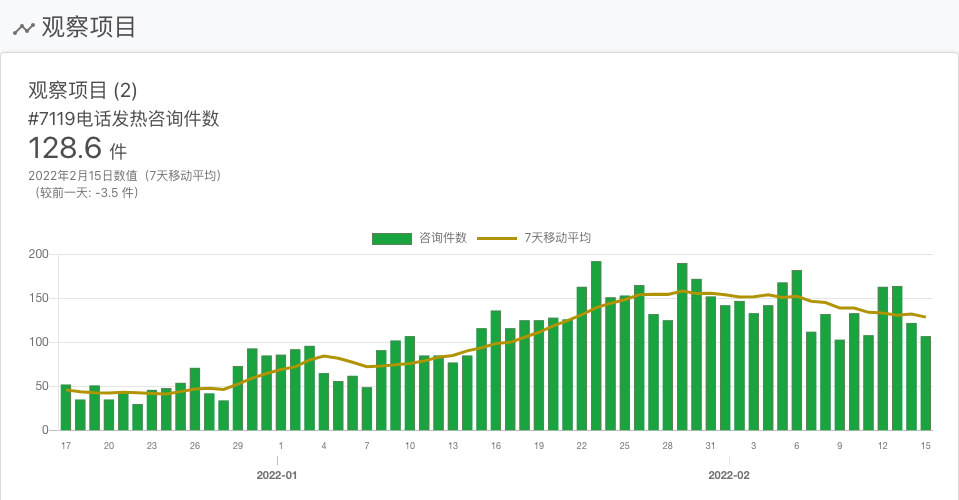 观察项目
观察项目 (2)
#7119电话发热咨询件数
128.6 件
2022年2月15日数值（7天移动平均）
（较前一天: -3.5 件）
咨询件数 7天移动平均
200
150
100
50
0
17 20 23 26 29 1 4 7 10 13 16 19 22 25 28 31 3 6 9 12 15
2022-01 2022-02